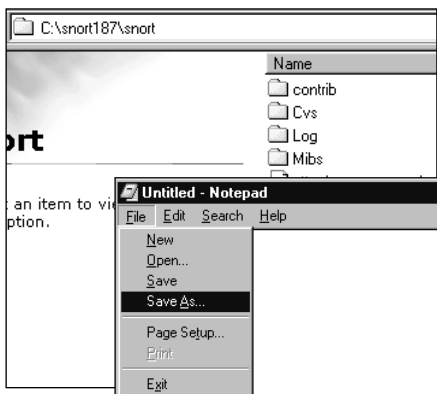 C:\snort187\snort
Name
contrib
Cvs
Log
Mibs
ort
an item to vi
ption.
Untitled - Notepad
File Edit Search Help
New
Open...
Save
Save As...
Page Setup...
Print
Exit